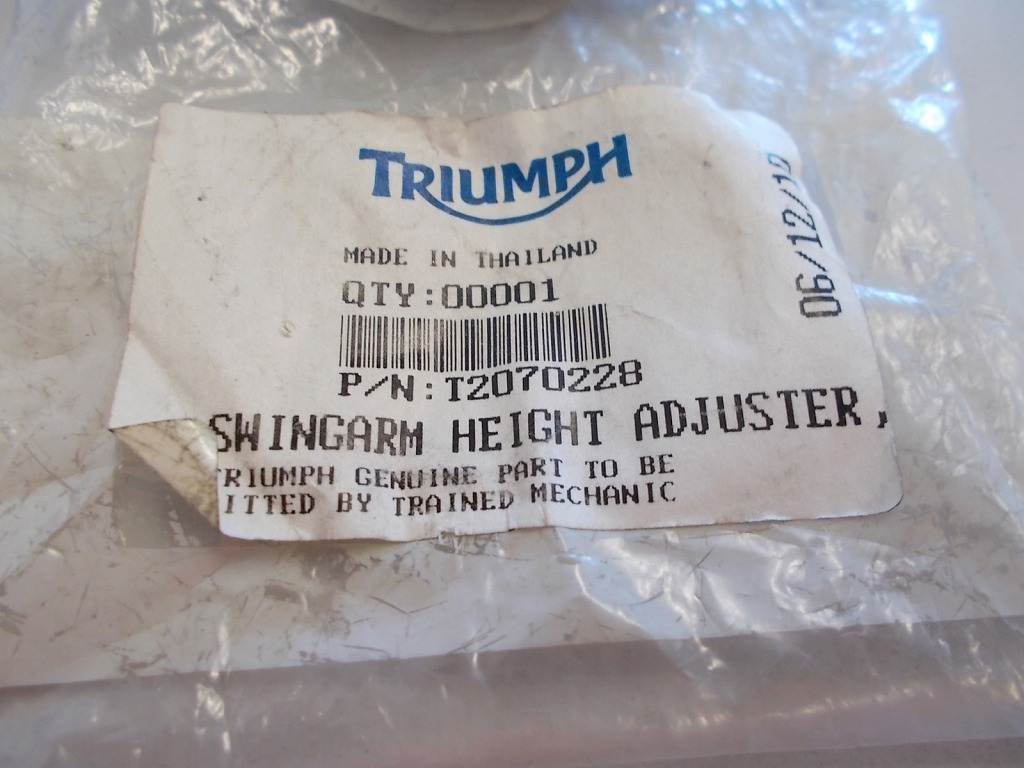 TRIUMPH
MADE IN THAILAND
QTY:00001
P/N:T2070228
SWINGARM HEIGHT ADJUSTER,
TRIUMPH GENUINE PART TO BE
ITTED BY TRAINED MECHANIC